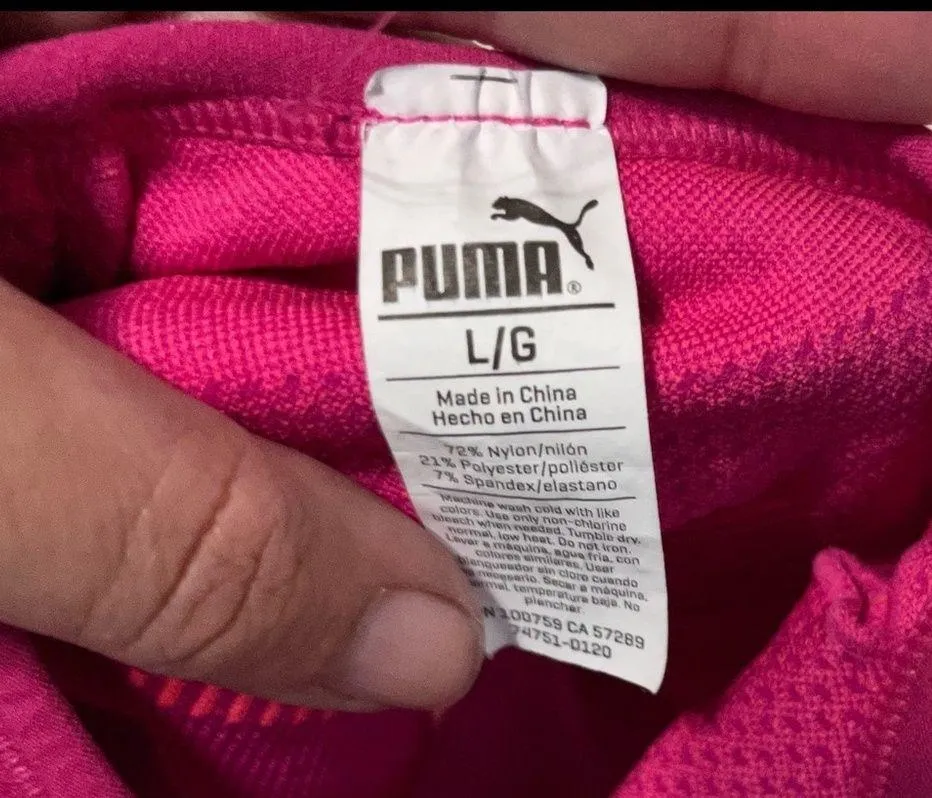 PUMA®
L/G
Made in China
Hecho en China
72% Nylon/nilón
21% Polyester/poliéster
7% Spandex/elastano
Machine wash cold with like
colors. Use only non-chlorine
bleach when needed. Tumble dry.
normal, low heat. Do not iron.
Lavar a máquina, agua fría, con
colores similares. Usar
blanqueador sin cloro cuando
necesario. Secar a máquina,
temperatura baja. No
planchar.
100759 CA 57289
74751-0120